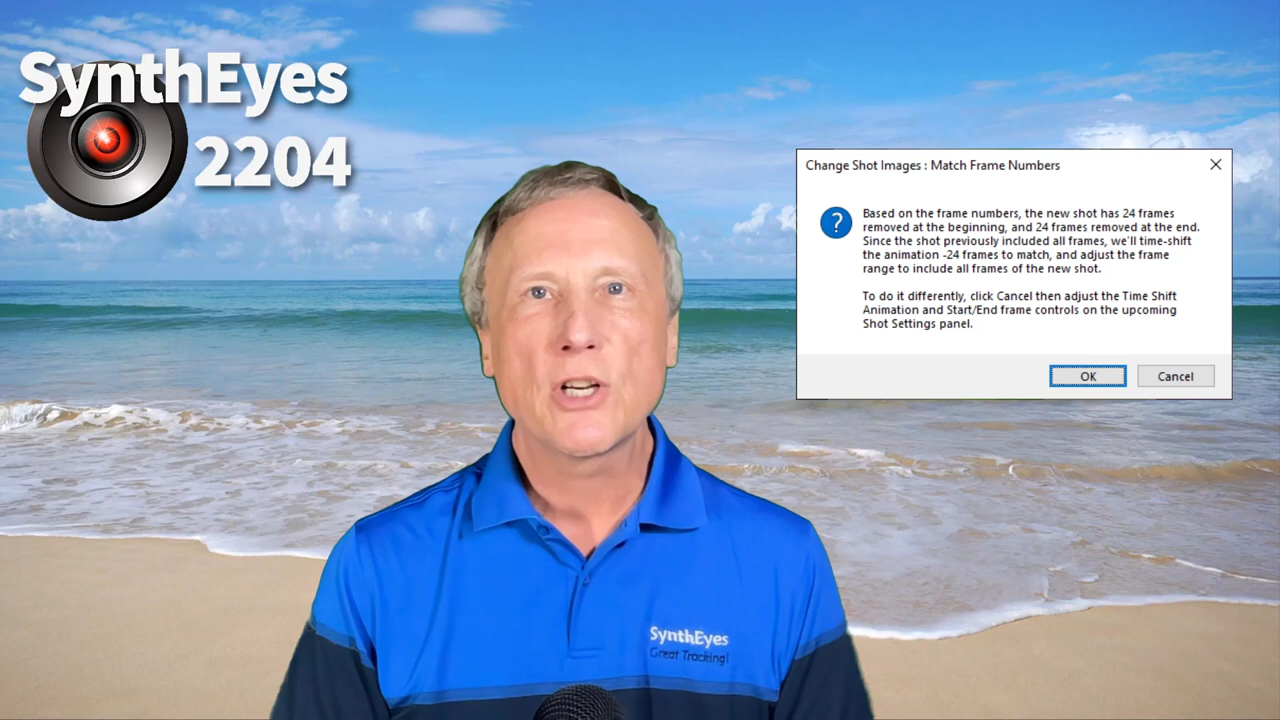 SynthEyes
2204
Change Shot Images : Match Frame Numbers
Based on the frame numbers, the new shot has 24 frames
removed at the beginning, and 24 frames removed at the end.
Since the shot previously included all frames, we'll time-shift
the animation -24 frames to match, and adjust the frame
range to include all frames of the new shot.
To do it differently, click Cancel then adjust the Time Shift
Animation and Start/End frame controls on the upcoming
Shot Settings panel.
OK
Cancel
SynthEyes
Great Tracking!